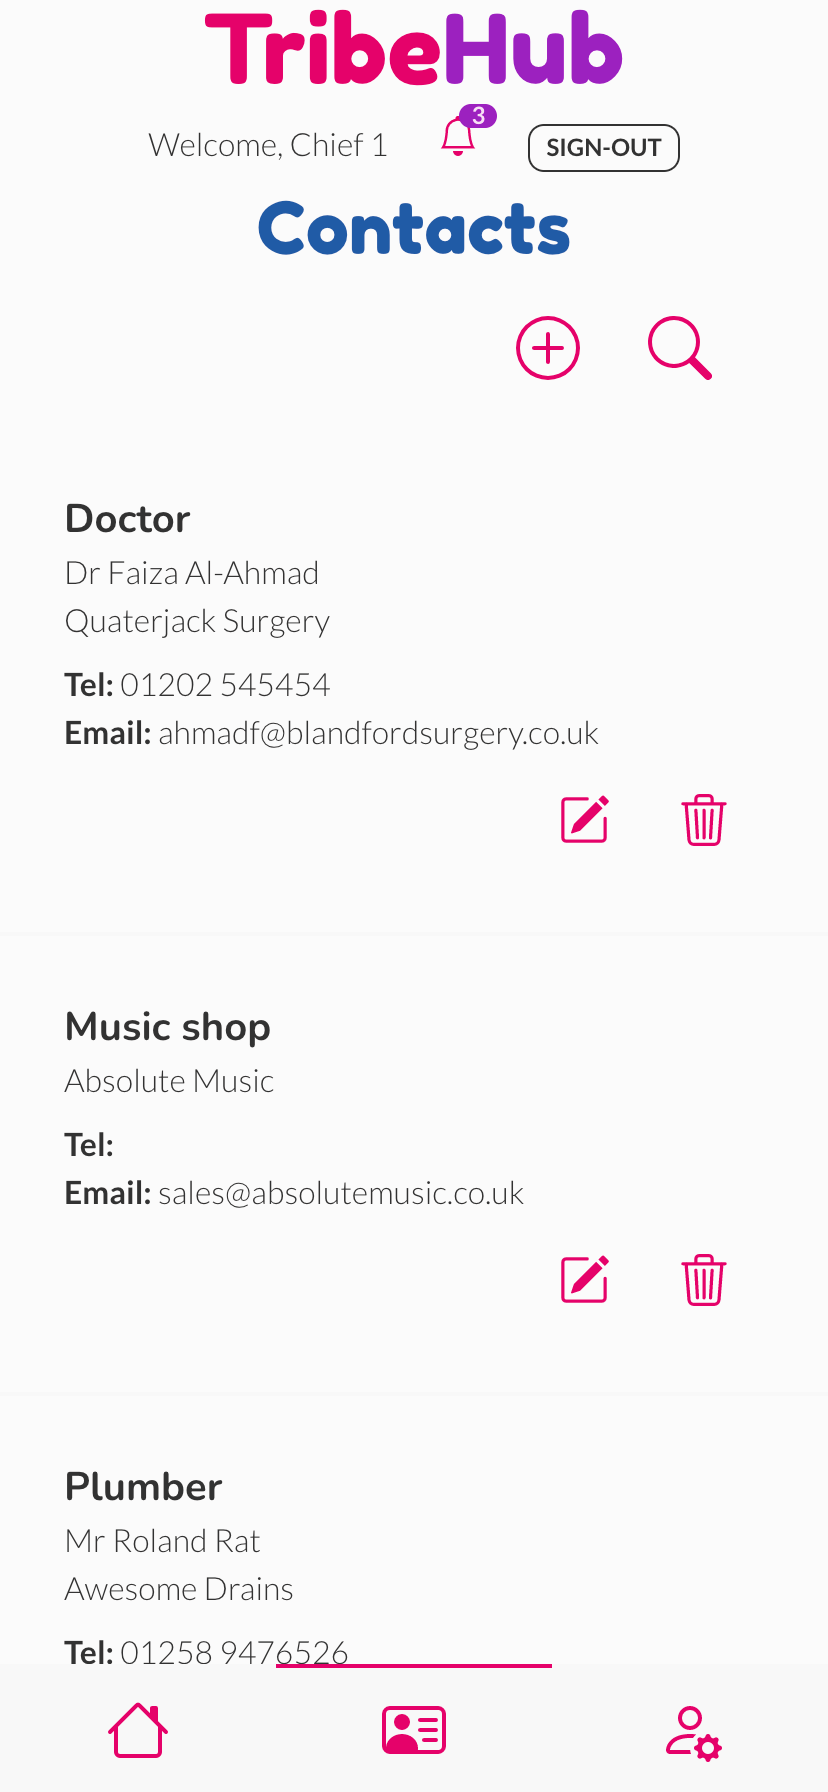 TribeHub
Welcome, Chief 1
3
SIGN-OUT
Contacts
Doctor
Dr Faiza Al-Ahmad
Quaterjack Surgery
Tel: 01202 545454
Email: ahmadf@blandfordsurgery.co.uk
Music shop
Absolute Music
Tel:
Email: sales@absolutemusic.co.uk
Plumber
Mr Roland Rat
Awesome Drains
Tel: 01258 9476526